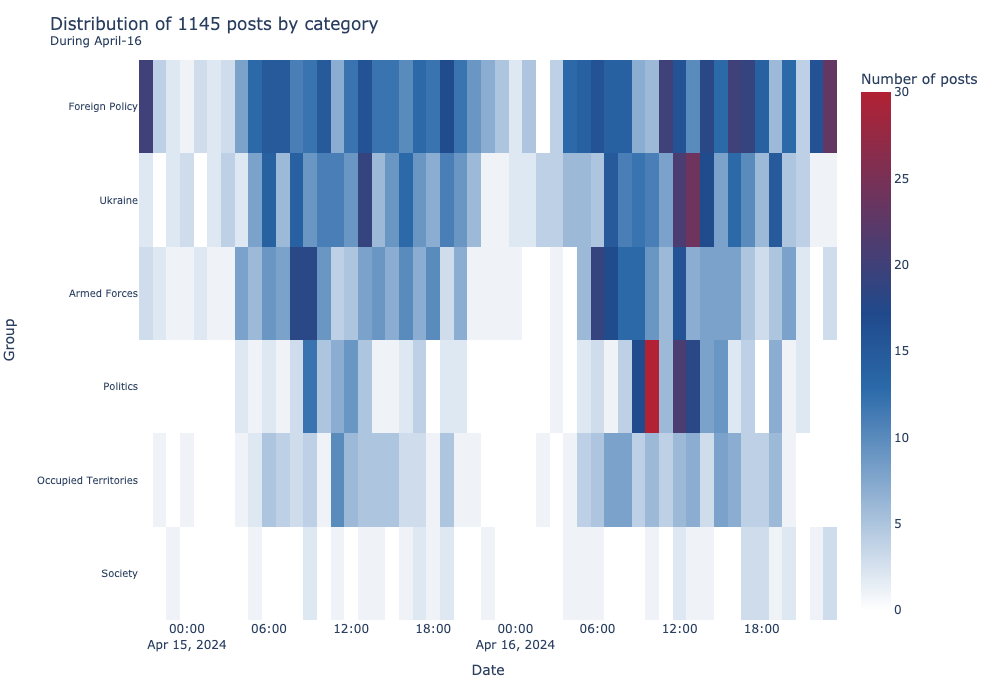 Distribution of 1145 posts by category
During April-16
Number of posts
30
25
20
15
10
5
0
Group
Foreign Policy
Ukraine
Armed Forces
Politics
Occupied Territories
Society
00:00
Apr 15, 2024
06:00
12:00
18:00
00:00
Apr 16, 2024
06:00
12:00
18:00
Date